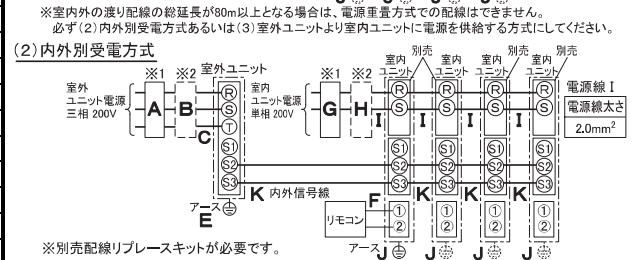 ※室内外の渡り配線の総延長が80m以上となる場合は、電源重畳方式での配線はできません。
必ず(2)内外別受電方式あるいは(3)室外ユニットより室内ユニットに電源を供給する方式にしてください。
(2)内外別受電方式
※1 ※2 室外ユニット ※1 ※2 室内ユニット 別売 室内ユニット 室内ユニット 別売 室内ユニット 別売
室外ユニット電源 三相 200V
A B C
R
S
T
S1
S2
S3
室内ユニット電源 単相 200V
G H
R R R R
S S S S
I I I I
電源線 I
電源線太さ
2.0mm²
S1 S1 S1 S1
S2 S2 S2 S2
S3 S3 S3 S3
K 内外信号線 K K K
アース E
リモコン F
① ① ① ①
② ② ② ②
アース J J J J
※別売配線リプレースキットが必要です。